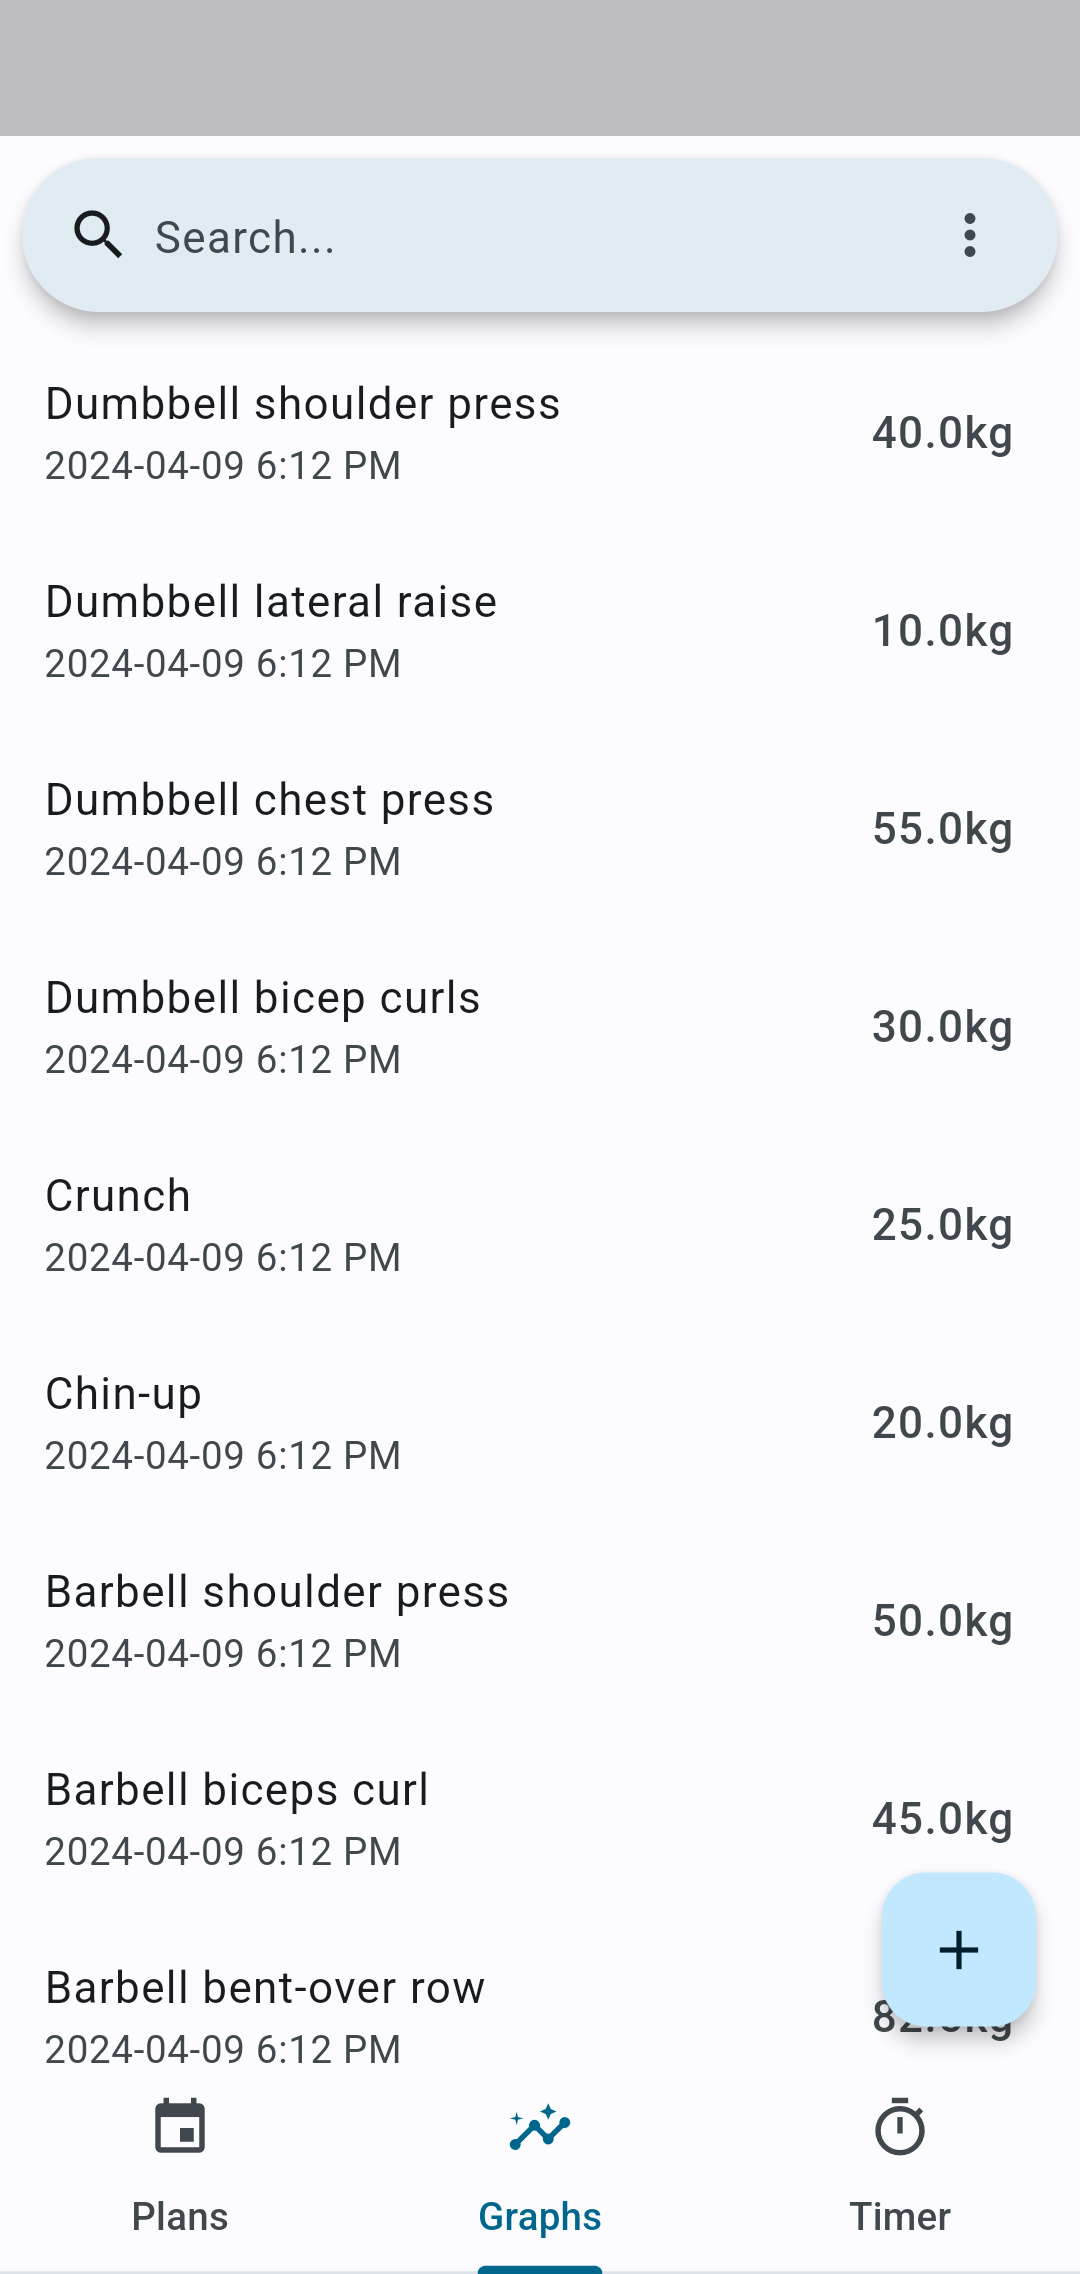 Search...
Dumbbell shoulder press
2024-04-09 6:12 PM
40.0kg
Dumbbell lateral raise
2024-04-09 6:12 PM
10.0kg
Dumbbell chest press
2024-04-09 6:12 PM
55.0kg
Dumbbell bicep curls
2024-04-09 6:12 PM
30.0kg
Crunch
2024-04-09 6:12 PM
25.0kg
Chin-up
2024-04-09 6:12 PM
20.0kg
Barbell shoulder press
2024-04-09 6:12 PM
50.0kg
Barbell biceps curl
2024-04-09 6:12 PM
45.0kg
Barbell bent-over row
2024-04-09 6:12 PM
Plans
Graphs
Timer